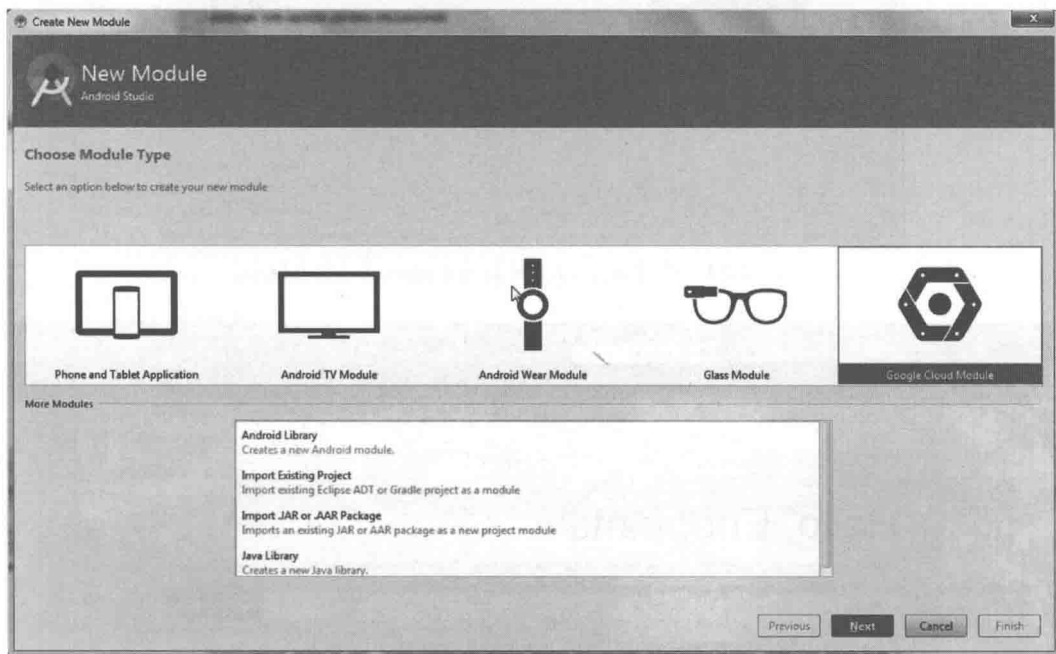 Create New Module
New Module
Android Studio
Choose Module Type
Select an option below to create your new module
Phone and Tablet Application
Android TV Module
Android Wear Module
Glass Module
Google Cloud Module
More Modules
Android Library
Creates a new Android module.
Import Existing Project
Import existing Eclipse ADT or Gradle project as a module
Import .JAR or .AAR Package
Imports an existing JAR or AAR package as a new project module
Java Library
Creates a new Java library.
Previous
Next
Cancel
Finish